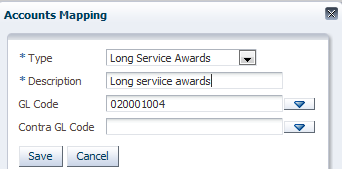 Accounts Mapping
* Type Long Service Awards
* Description Long serviice awards
GL Code 020001004
Contra GL Code
Save Cancel